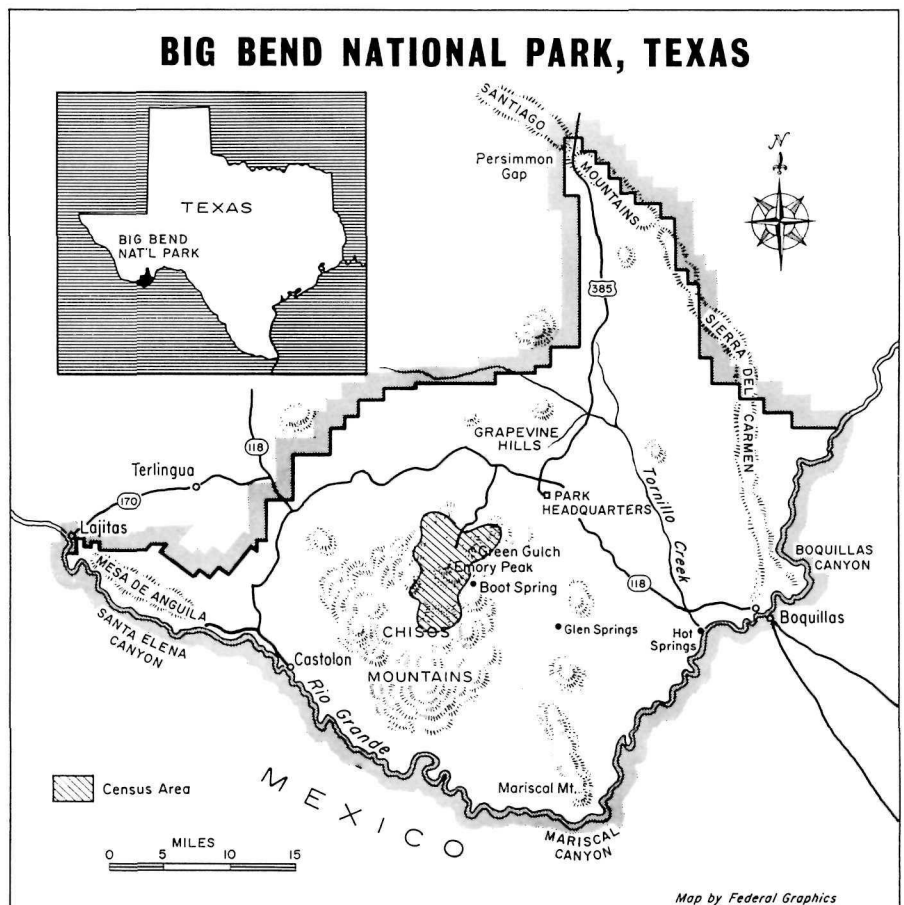 BIG BEND NATIONAL PARK, TEXAS
TEXAS
BIG BEND
NAT'L PARK
SANTIAGO
MOUNTAINS
Persimmon
Gap
N
385
SIERRA
DEL
CARMEN
GRAPEVINE
HILLS
118
Terlingua
170
Lajitas
PARK
HEADQUARTERS
Tornillo
Creek
MESA DE ANGUILA
SANTA ELENA
CANYON
Green Gulch
Emory Peak
Boot Spring
CHISOS
MOUNTAINS
Glen Springs
118
Hot
Springs
BOQUILLAS
CANYON
Boquillas
Castolon
Rio Grande
Mariscal Mt.
MARISCAL
CANYON
MEXICO
Census Area
MILES
0 5 10 15
Map by Federal Graphics